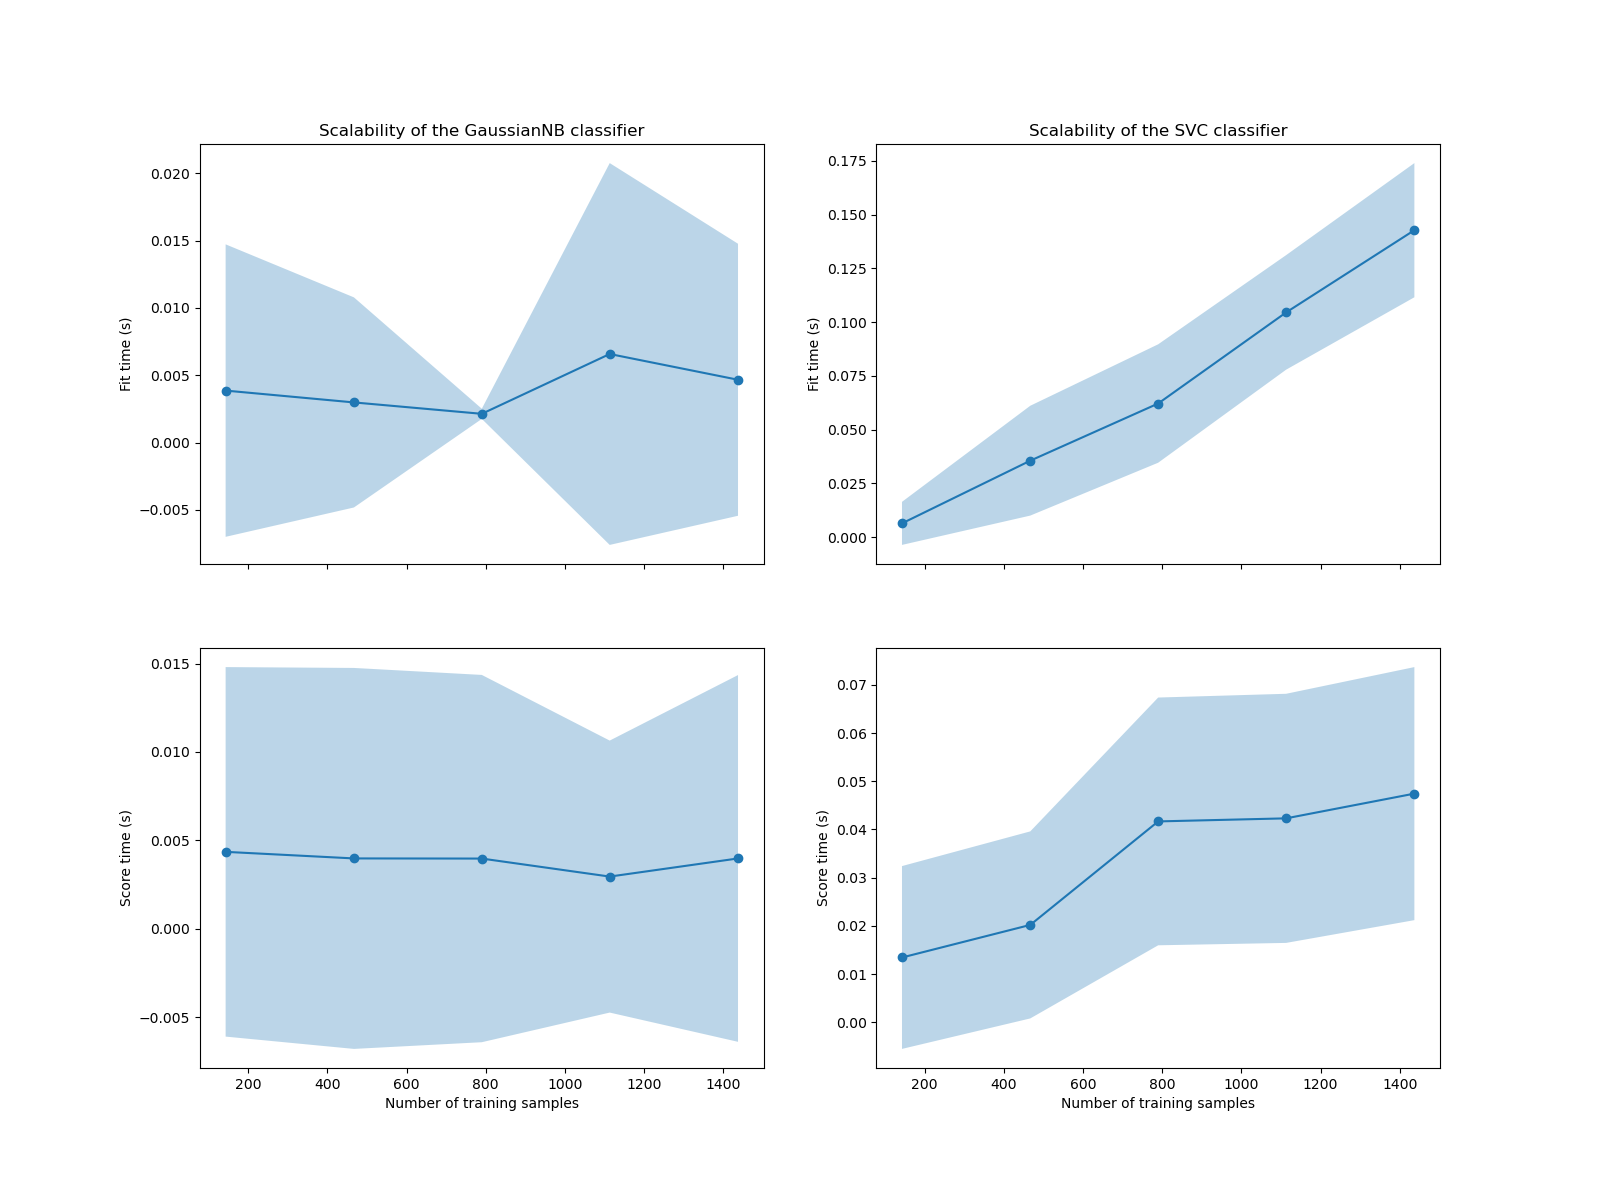 Scalability of the GaussianNB classifier
Fit time (s)
0.020
0.015
0.010
0.005
0.000
−0.005
Scalability of the SVC classifier
Fit time (s)
0.175
0.150
0.125
0.100
0.075
0.050
0.025
0.000
Score time (s)
0.015
0.010
0.005
0.000
−0.005
200 400 600 800 1000 1200 1400
Number of training samples
Score time (s)
0.07
0.06
0.05
0.04
0.03
0.02
0.01
0.00
200 400 600 800 1000 1200 1400
Number of training samples